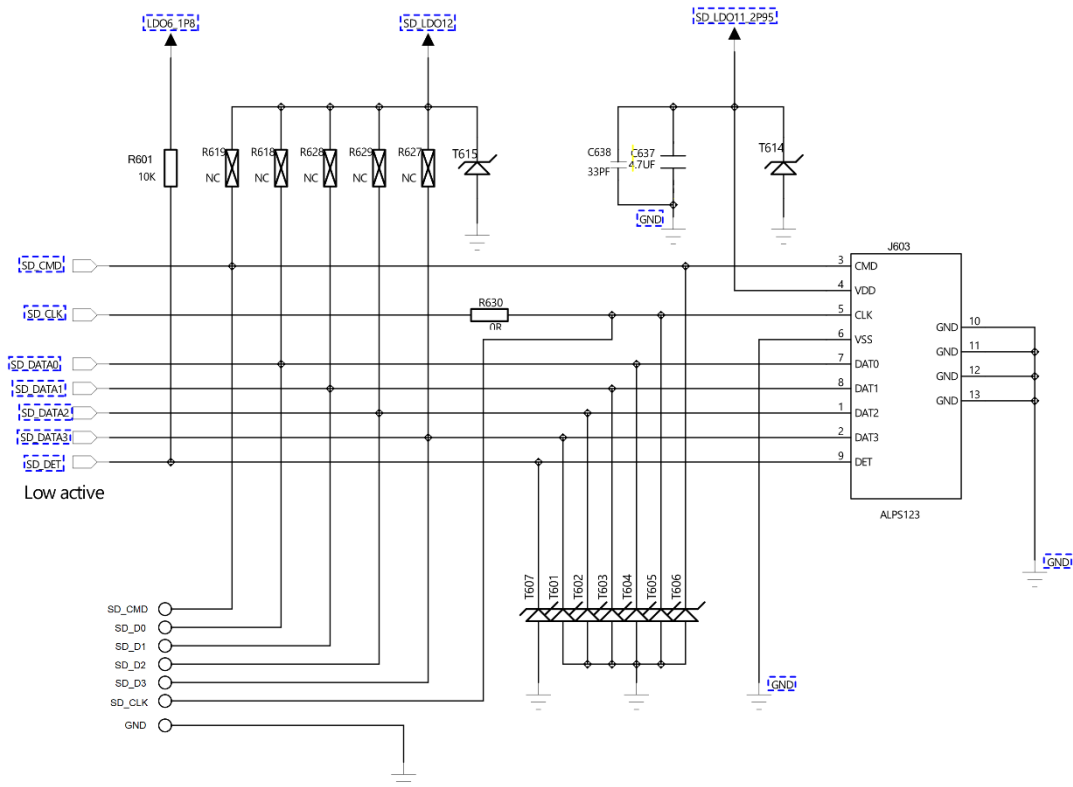 LDO6_1P8
SD_LDO12
SD_LDO11_2P95
R601
10K
R619
NC
R618
NC
R628
NC
R629
NC
R627
NC
T615
C638
33PF
C637
4.7UF
T614
GND
J603
SD_CMD
3 CMD
4 VDD
SD_CLK
R630
0R
5 CLK
6 VSS
GND 10
GND 11
GND 12
GND 13
SD_DATA0
7 DAT0
SD_DATA1
8 DAT1
SD_DATA2
1 DAT2
SD_DATA3
2 DAT3
SD_DET
9 DET
Low active
ALPS123
GND
T607
T601
T602
T603
T604
T605
T606
SD_CMD
SD_D0
SD_D1
SD_D2
SD_D3
SD_CLK
GND
GND